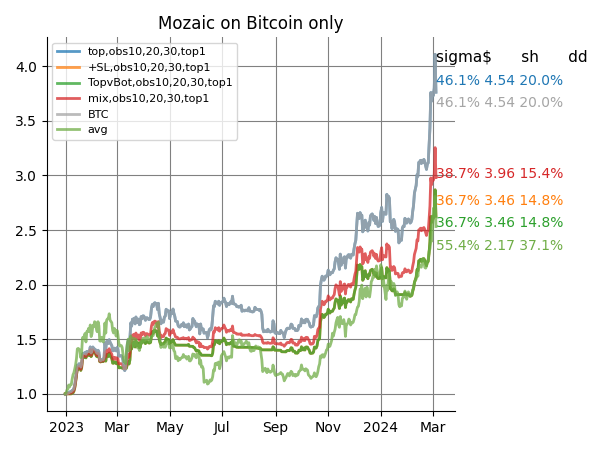 Mozaic on Bitcoin only
top,obs10,20,30,top1
+SL,obs10,20,30,top1
TopvBot,obs10,20,30,top1
mix,obs10,20,30,top1
BTC
avg
sigma$ sh dd
46.1% 4.54 20.0%
46.1% 4.54 20.0%
38.7% 3.96 15.4%
36.7% 3.46 14.8%
36.7% 3.46 14.8%
55.4% 2.17 37.1%
4.0
3.5
3.0
2.5
2.0
1.5
1.0
2023 Mar May Jul Sep Nov 2024 Mar